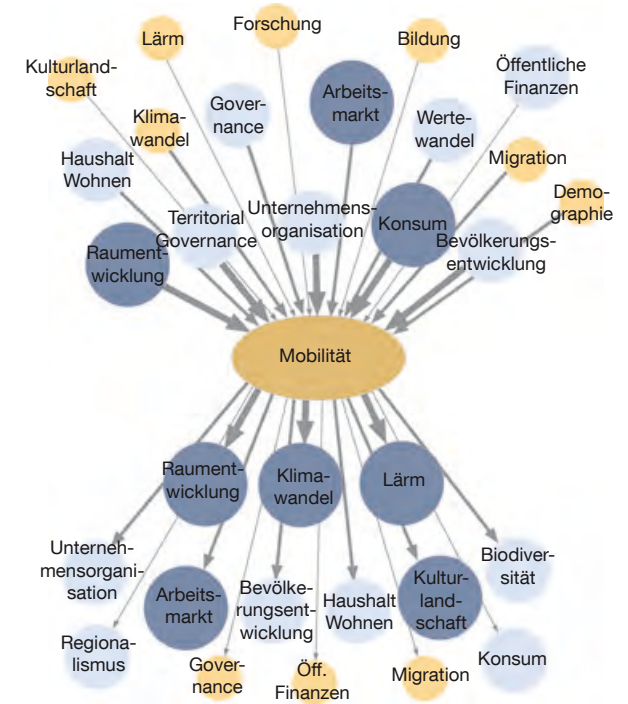 Forschung
Lärm
Bildung
Kulturland-
schaft
Öffentliche
Finanzen
Arbeits-
markt
Gover-
nance
Klima-
wandel
Werte-
wandel
Haushalt
Wohnen
Migration
Demo-
graphie
Territorial
Governance
Unternehmens-
organisation
Konsum
Bevölkerungs-
entwicklung
Raument-
wicklung
Mobilität
Raument-
wicklung
Klima-
wandel
Lärm
Unterneh-
mensorgani-
sation
Arbeits-
markt
Bevölke-
rungsent-
wicklung
Haushalt
Wohnen
Kultur-
land-
schaft
Biodiver-
sität
Regiona-
lismus
Gover-
nance
Öff.
Finanzen
Migration
Konsum